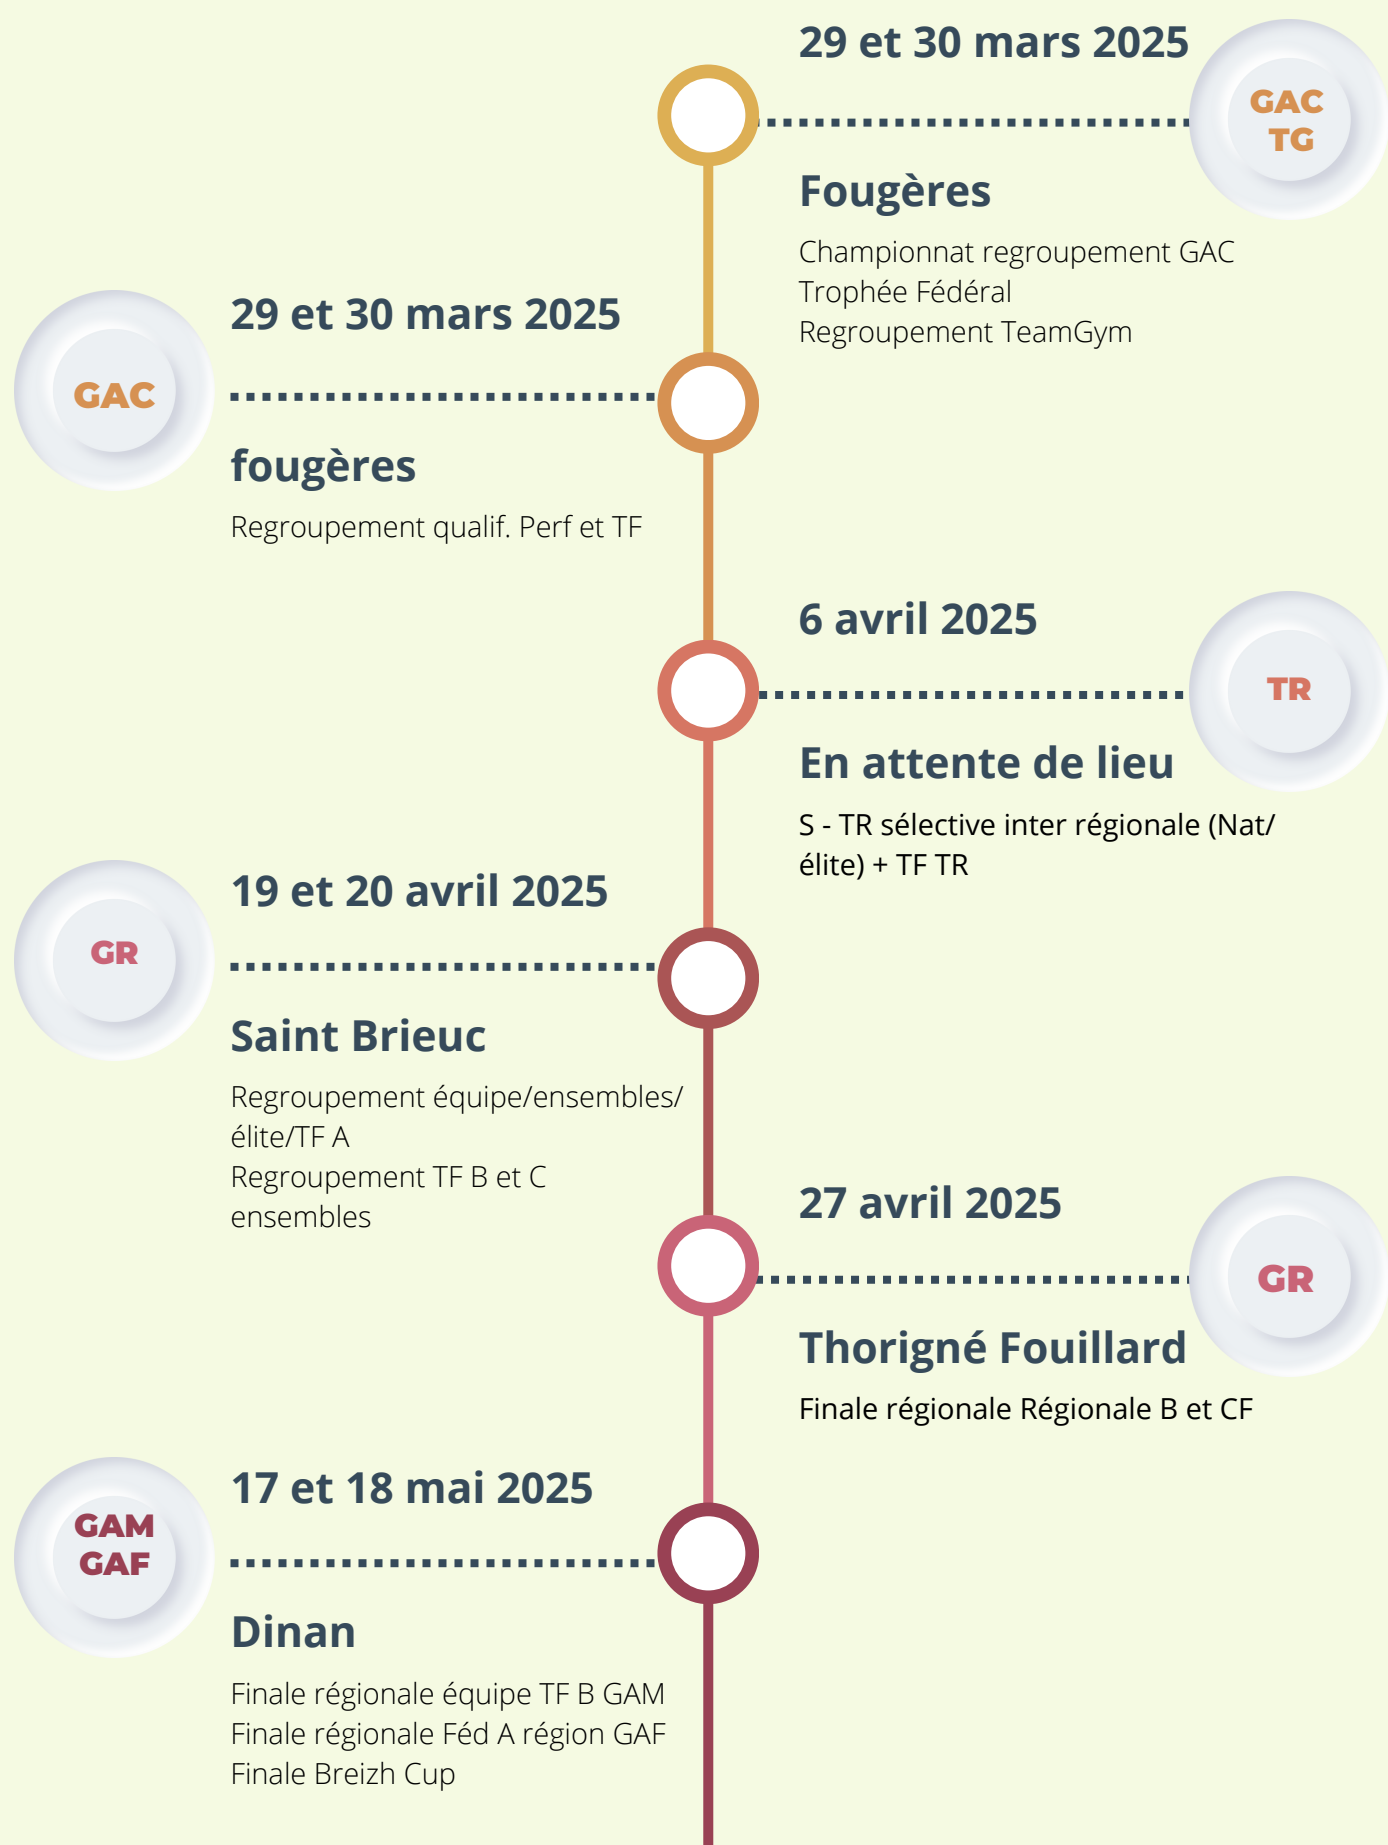 29 et 30 mars 2025
GAC
TG
Fougères
Championnat regroupement GAC
Trophée Fédéral
Regroupement TeamGym
29 et 30 mars 2025
GAC
fougères
Regroupement qualif. Perf et TF
6 avril 2025
TR
En attente de lieu
S - TR sélective inter régionale (Nat/
élite) + TF TR
19 et 20 avril 2025
GR
Saint Brieuc
Regroupement équipe/ensembles/
élite/TF A
Regroupement TF B et C
ensembles
27 avril 2025
GR
Thorigné Fouillard
Finale régionale Régionale B et CF
17 et 18 mai 2025
GAM
GAF
Dinan
Finale régionale équipe TF B GAM
Finale régionale Féd A région GAF
Finale Breizh Cup